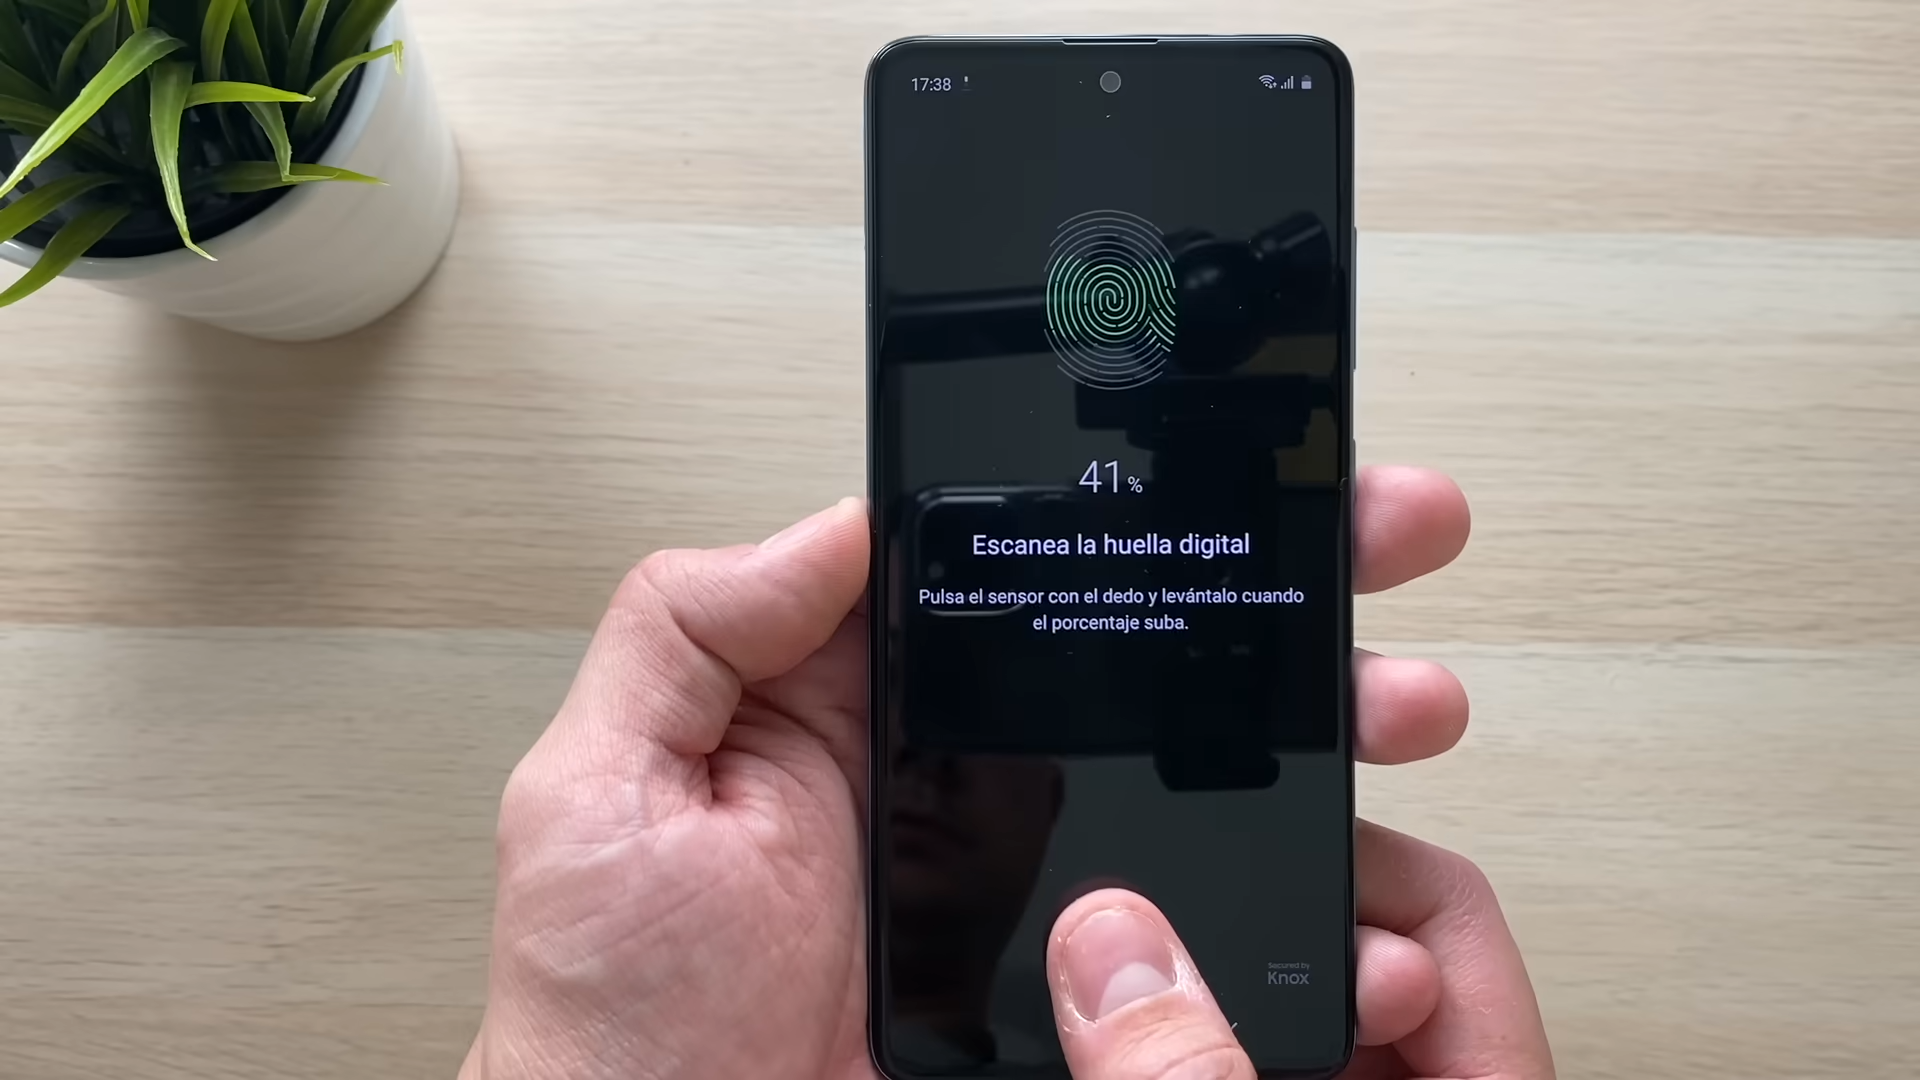 17:38
41%
Escanea la huella digital
Pulsa el sensor con el dedo y levántalo cuando
el porcentaje suba.
Secured by
Knox